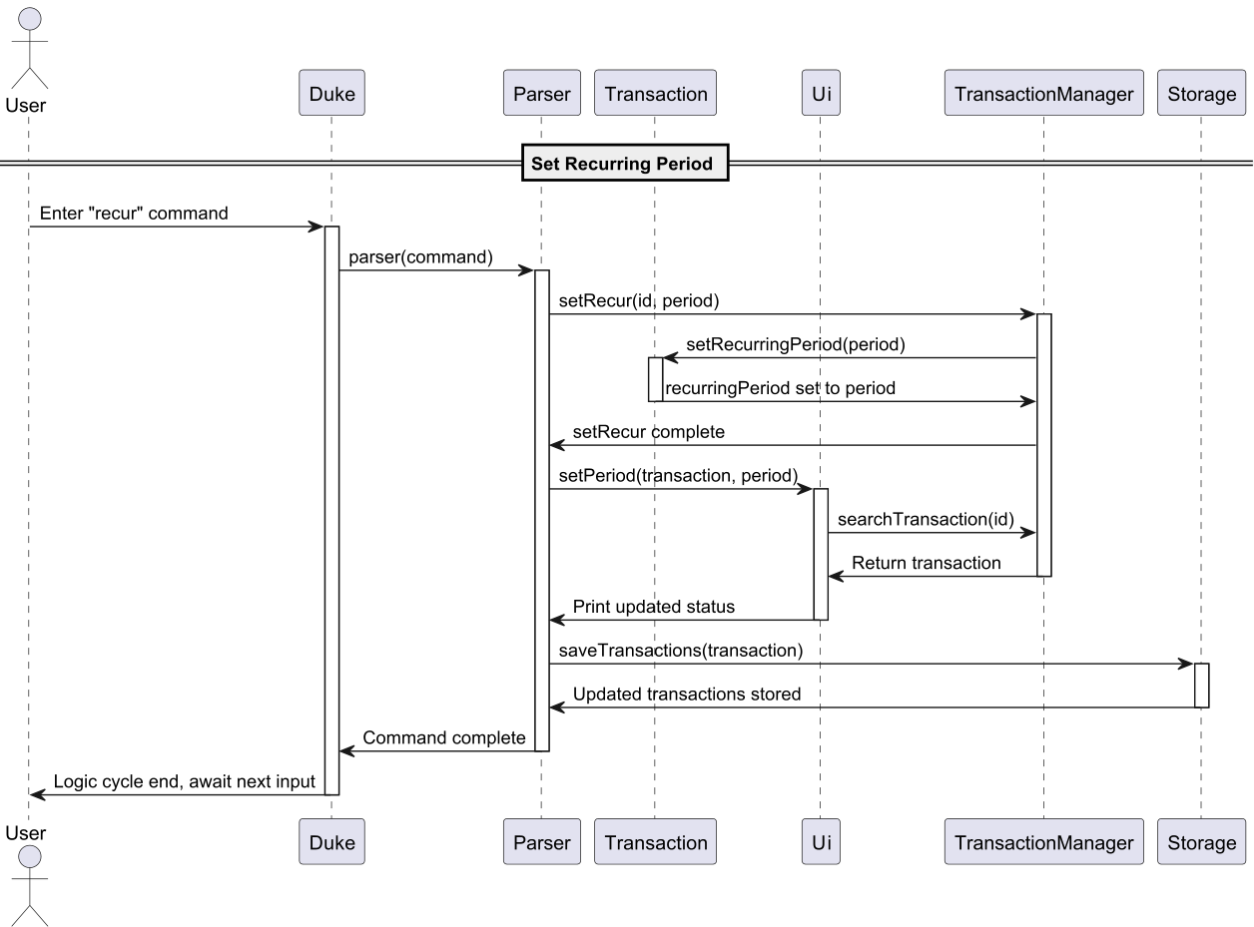 User
Duke
Parser
Transaction
Ui
TransactionManager
Storage
Set Recurring Period
Enter "recur" command
parser(command)
setRecur(id, period)
setRecurringPeriod(period)
recurringPeriod set to period
setRecur complete
setPeriod(transaction, period)
searchTransaction(id)
Return transaction
Print updated status
saveTransactions(transaction)
Updated transactions stored
Command complete
Logic cycle end, await next input
User
Duke
Parser
Transaction
Ui
TransactionManager
Storage